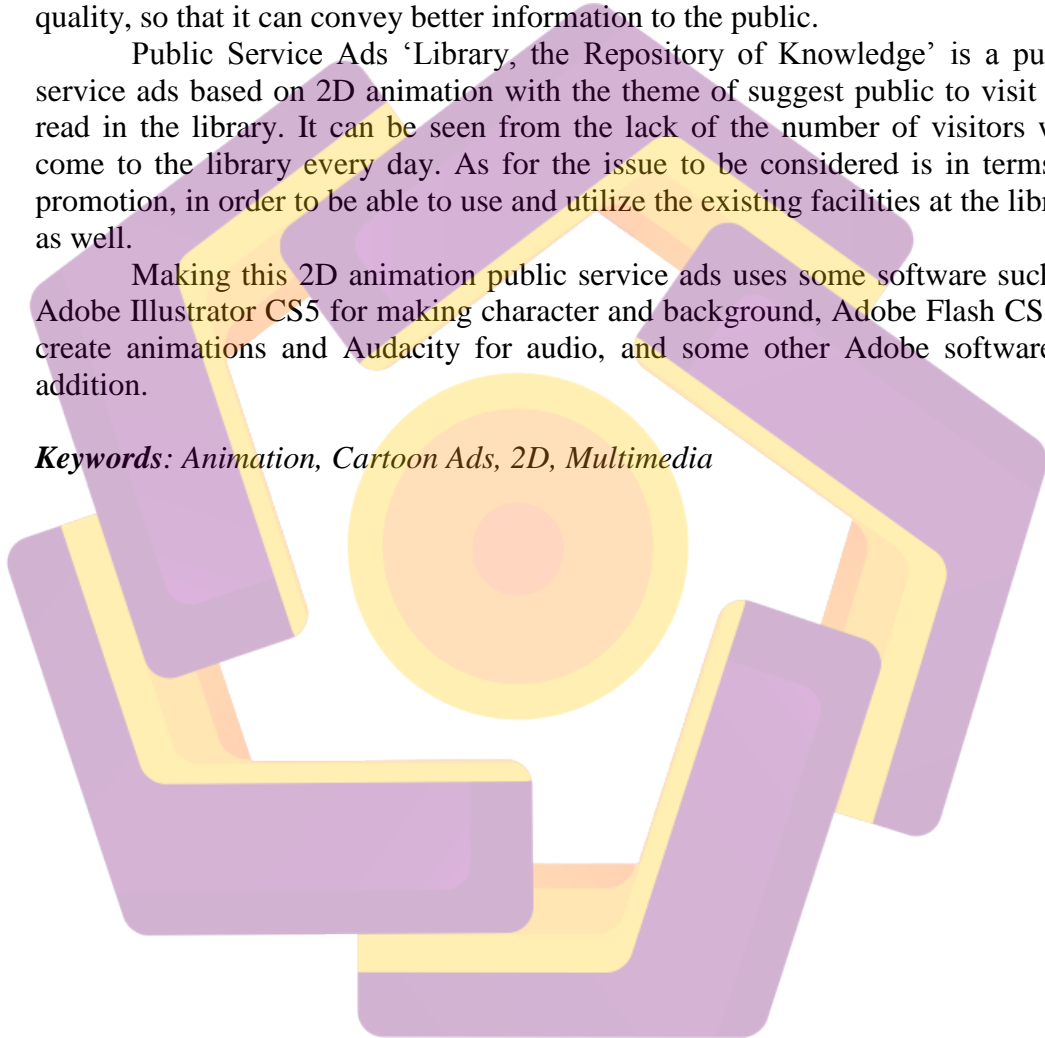 quality, so that it can convey better information to the public.
Public Service Ads ‘Library, the Repository of Knowledge’ is a pu
service ads based on 2D animation with the theme of suggest public to visit
read in the library. It can be seen from the lack of the number of visitors
come to the library every day. As for the issue to be considered is in terms
promotion, in order to be able to use and utilize the existing facilities at the libr
as well.
Making this 2D animation public service ads uses some software such
Adobe Illustrator CS5 for making character and background, Adobe Flash CS
create animations and Audacity for audio, and some other Adobe software
addition.
Keywords: Animation, Cartoon Ads, 2D, Multimedia